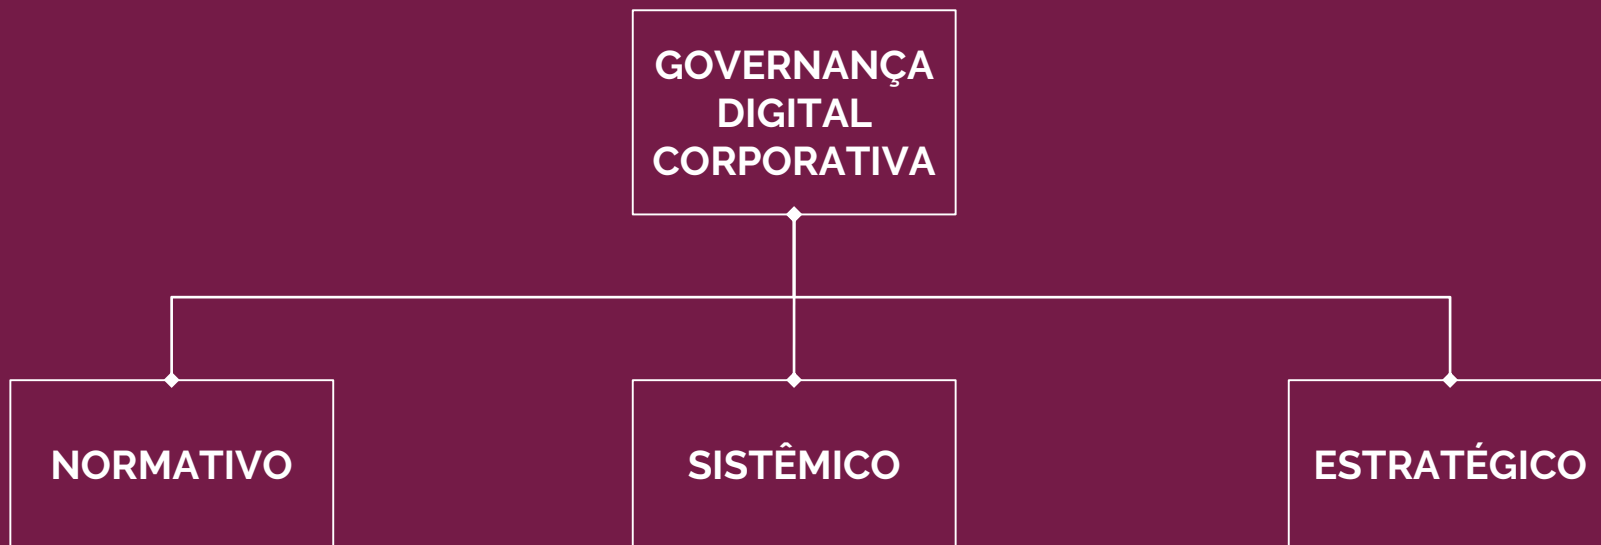 GOVERNANÇA
DIGITAL
CORPORATIVA
NORMATIVO
SISTÊMICO
ESTRATÉGICO